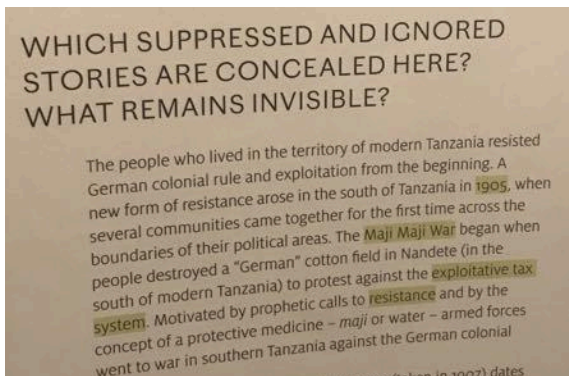 WHICH SUPPRESSED AND IGNORED
STORIES ARE CONCEALED HERE?
WHAT REMAINS INVISIBLE?
The people who lived in the territory of modern Tanzania resisted
German colonial rule and exploitation from the beginning. A
new form of resistance arose in the south of Tanzania in 1905, when
several communities came together for the first time across the
boundaries of their political areas. The Maji Maji War began when
people destroyed a "German" cotton field in Nandete (in the
south of modern Tanzania) to protest against the exploitative tax
system. Motivated by prophetic calls to resistance and by the
concept of a protective medicine – maji or water – armed forces
went to war in southern Tanzania against the German colonial
in 1907) dates